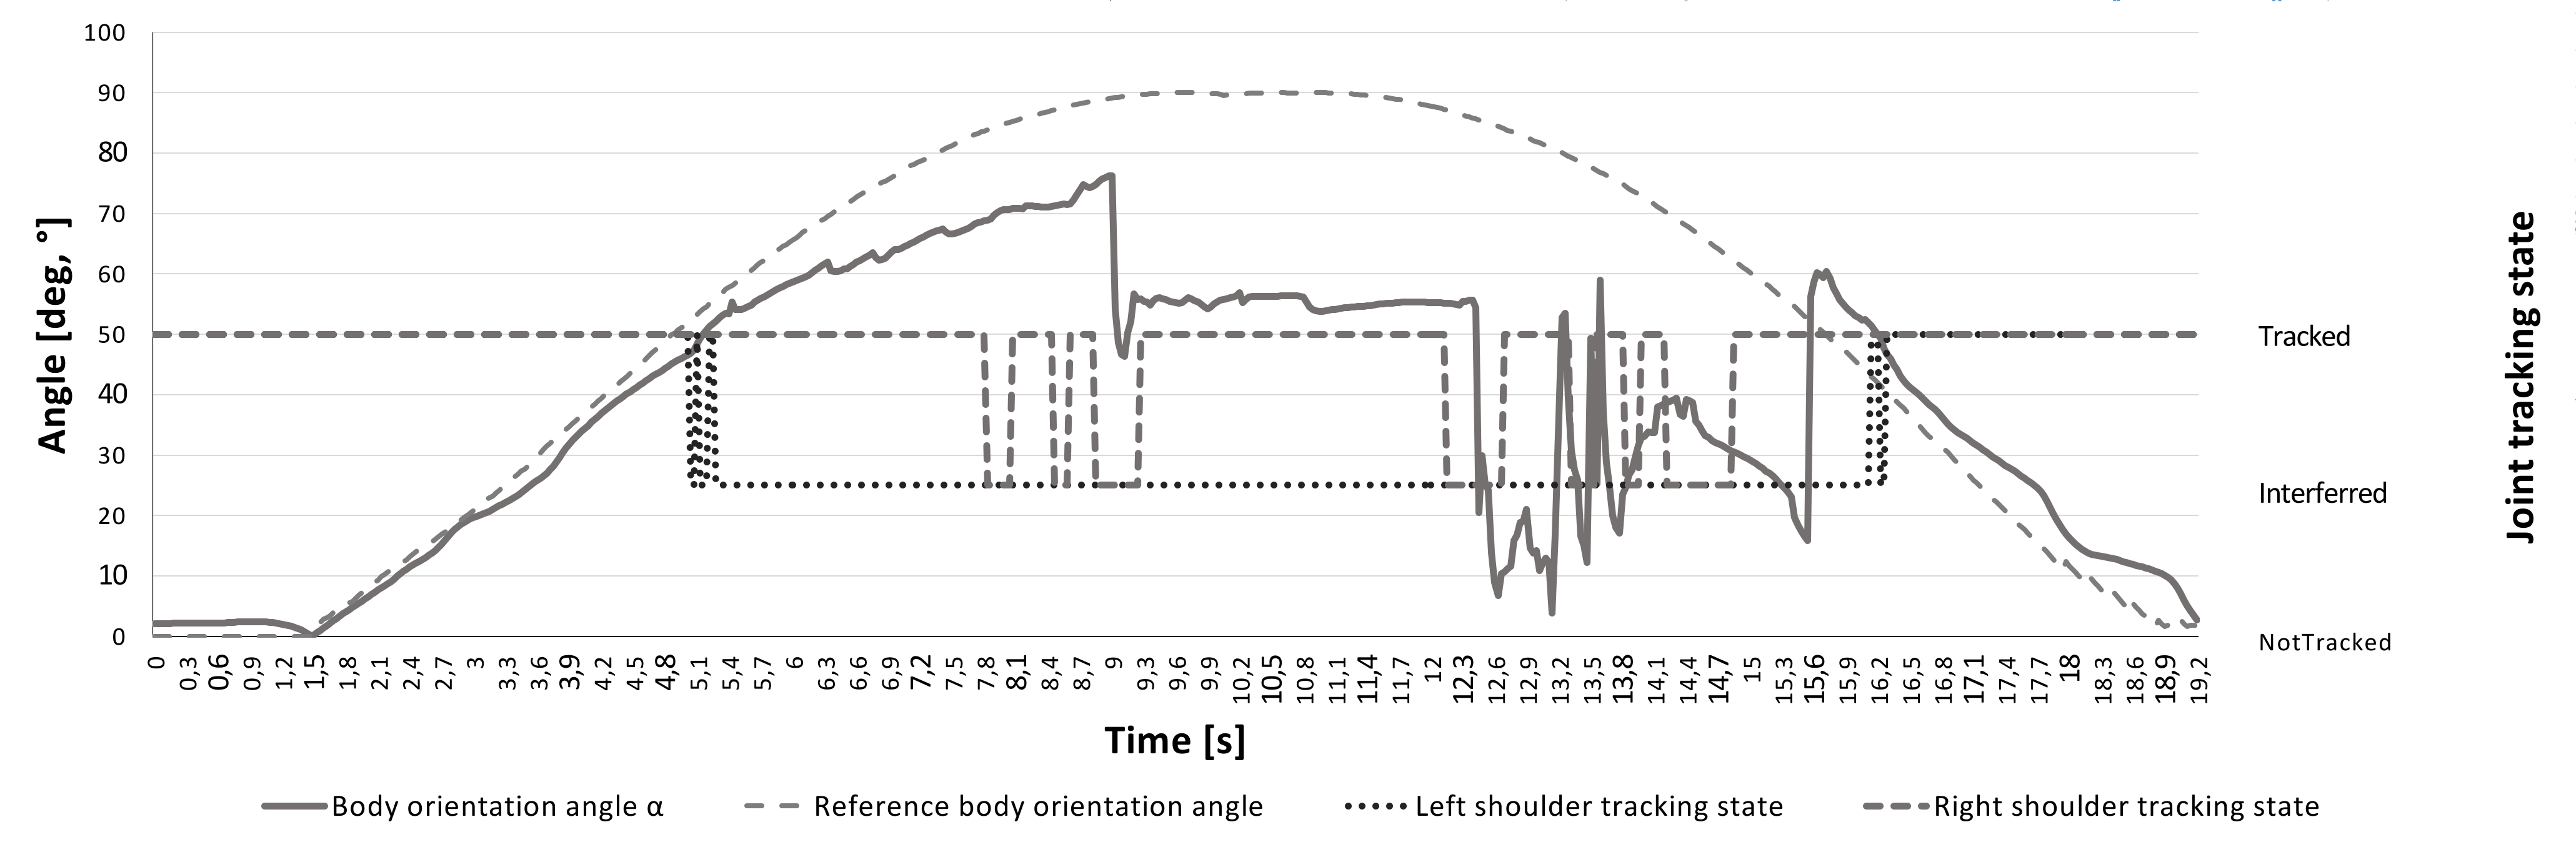 100
90
80
70
60
50
40
30
20
10
0
Angle [deg, °]
Tracked
Interferred
NotTracked
Joint tracking state
0 0,3 0,6 0,9 1,2 1,5 1,8 2,1 2,4 2,7 3 3,3 3,6 3,9 4,2 4,5 4,8 5,1 5,4 5,7 6 6,3 6,6 6,9 7,2 7,5 7,8 8,1 8,4 8,7 9 9,3 9,6 9,9 10,2 10,5 10,8 11,1 11,4 11,7 12 12,3 12,6 12,9 13,2 13,5 13,8 14,1 14,4 14,7 15 15,3 15,6 15,9 16,2 16,5 16,8 17,1 17,4 17,7 18 18,3 18,6 18,9 19,2
Time [s]
Body orientation angle α Reference body orientation angle Left shoulder tracking state Right shoulder tracking state